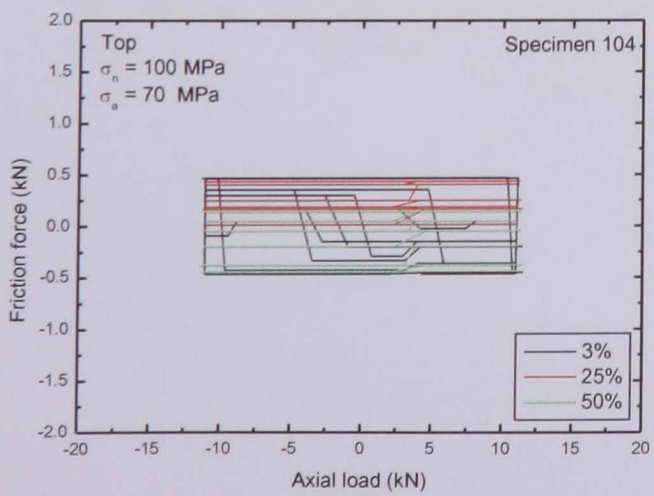 Top
Specimen 104
σn = 100 MPa
σa = 70 MPa
2.0
1.5
1.0
0.5
0.0
-0.5
-1.0
-1.5
-2.0
Friction force (kN)
3%
25%
50%
-20 -15 -10 -5 0 5 10 15 20
Axial load (kN)